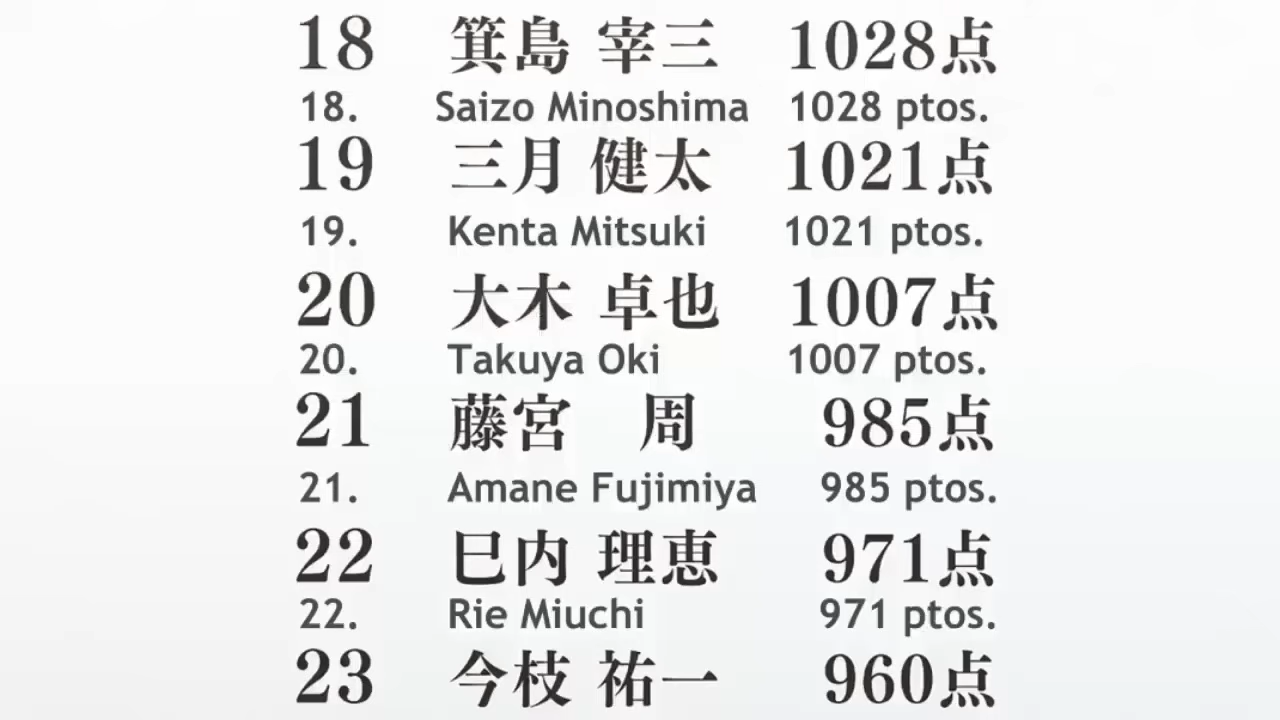 18 箕島 宰三 1028点
18. Saizo Minoshima 1028 ptos.
19 三月 健太 1021点
19. Kenta Mitsuki 1021 ptos.
20 大木 卓也 1007点
20. Takuya Oki 1007 ptos.
21 藤宮 周 985点
21. Amane Fujimiya 985 ptos.
22 巳内 理恵 971点
22. Rie Miuchi 971 ptos.
23 今枝 祐一 960点